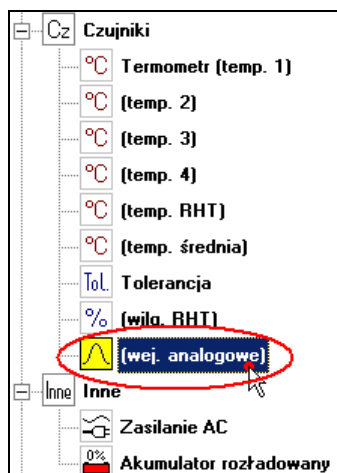 Cz Czujniki
°C Termometr (temp. 1)
°C (temp. 2)
°C (temp. 3)
°C (temp. 4)
°C (temp. RHT)
°C (temp. średnia)
Tol. Tolerancja
% (wilg. RHT)
(wej. analogowe)
Inne Inne
Zasilanie AC
0% Akumulator rozładowany